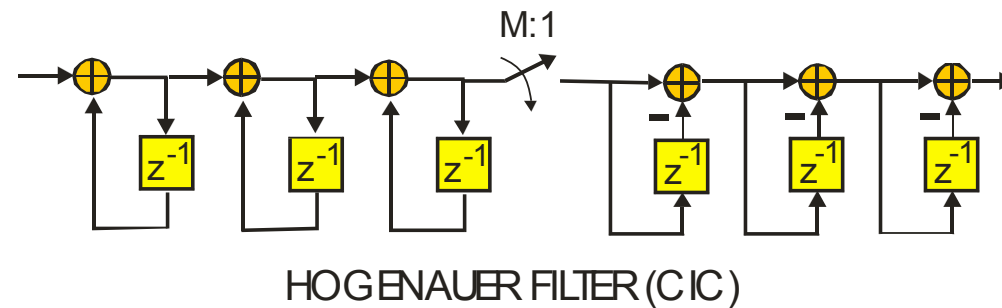 M:1
z⁻¹ z⁻¹ z⁻¹ z⁻¹ z⁻¹ z⁻¹
HOGENAUER FILTER (CIC)